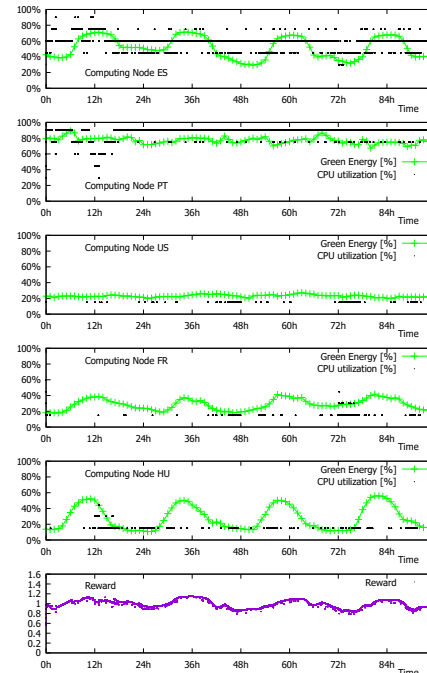 100%
80%
60%
40%
20%
0%
Computing Node ES
0h 12h 24h 36h 48h 60h 72h 84h
Time
100%
80%
60%
40%
20%
0%
Green Energy [%]
CPU utilization [%]
Computing Node PT
0h 12h 24h 36h 48h 60h 72h 84h
Time
100%
80%
60%
40%
20%
0%
Computing Node US
Green Energy [%]
CPU utilization [%]
0h 12h 24h 36h 48h 60h 72h 84h
Time
100%
80%
60%
40%
20%
0%
Computing Node FR
Green Energy [%]
CPU utilization [%]
0h 12h 24h 36h 48h 60h 72h 84h
Time
100%
80%
60%
40%
20%
0%
Computing Node HU
Green Energy [%]
CPU utilization [%]
0h 12h 24h 36h 48h 60h 72h 84h
Time
1.6
1.4
1.2
1
0.8
0.6
0.4
0.2
0
Reward
Reward
0h 12h 24h 36h 48h 60h 72h 84h
Time